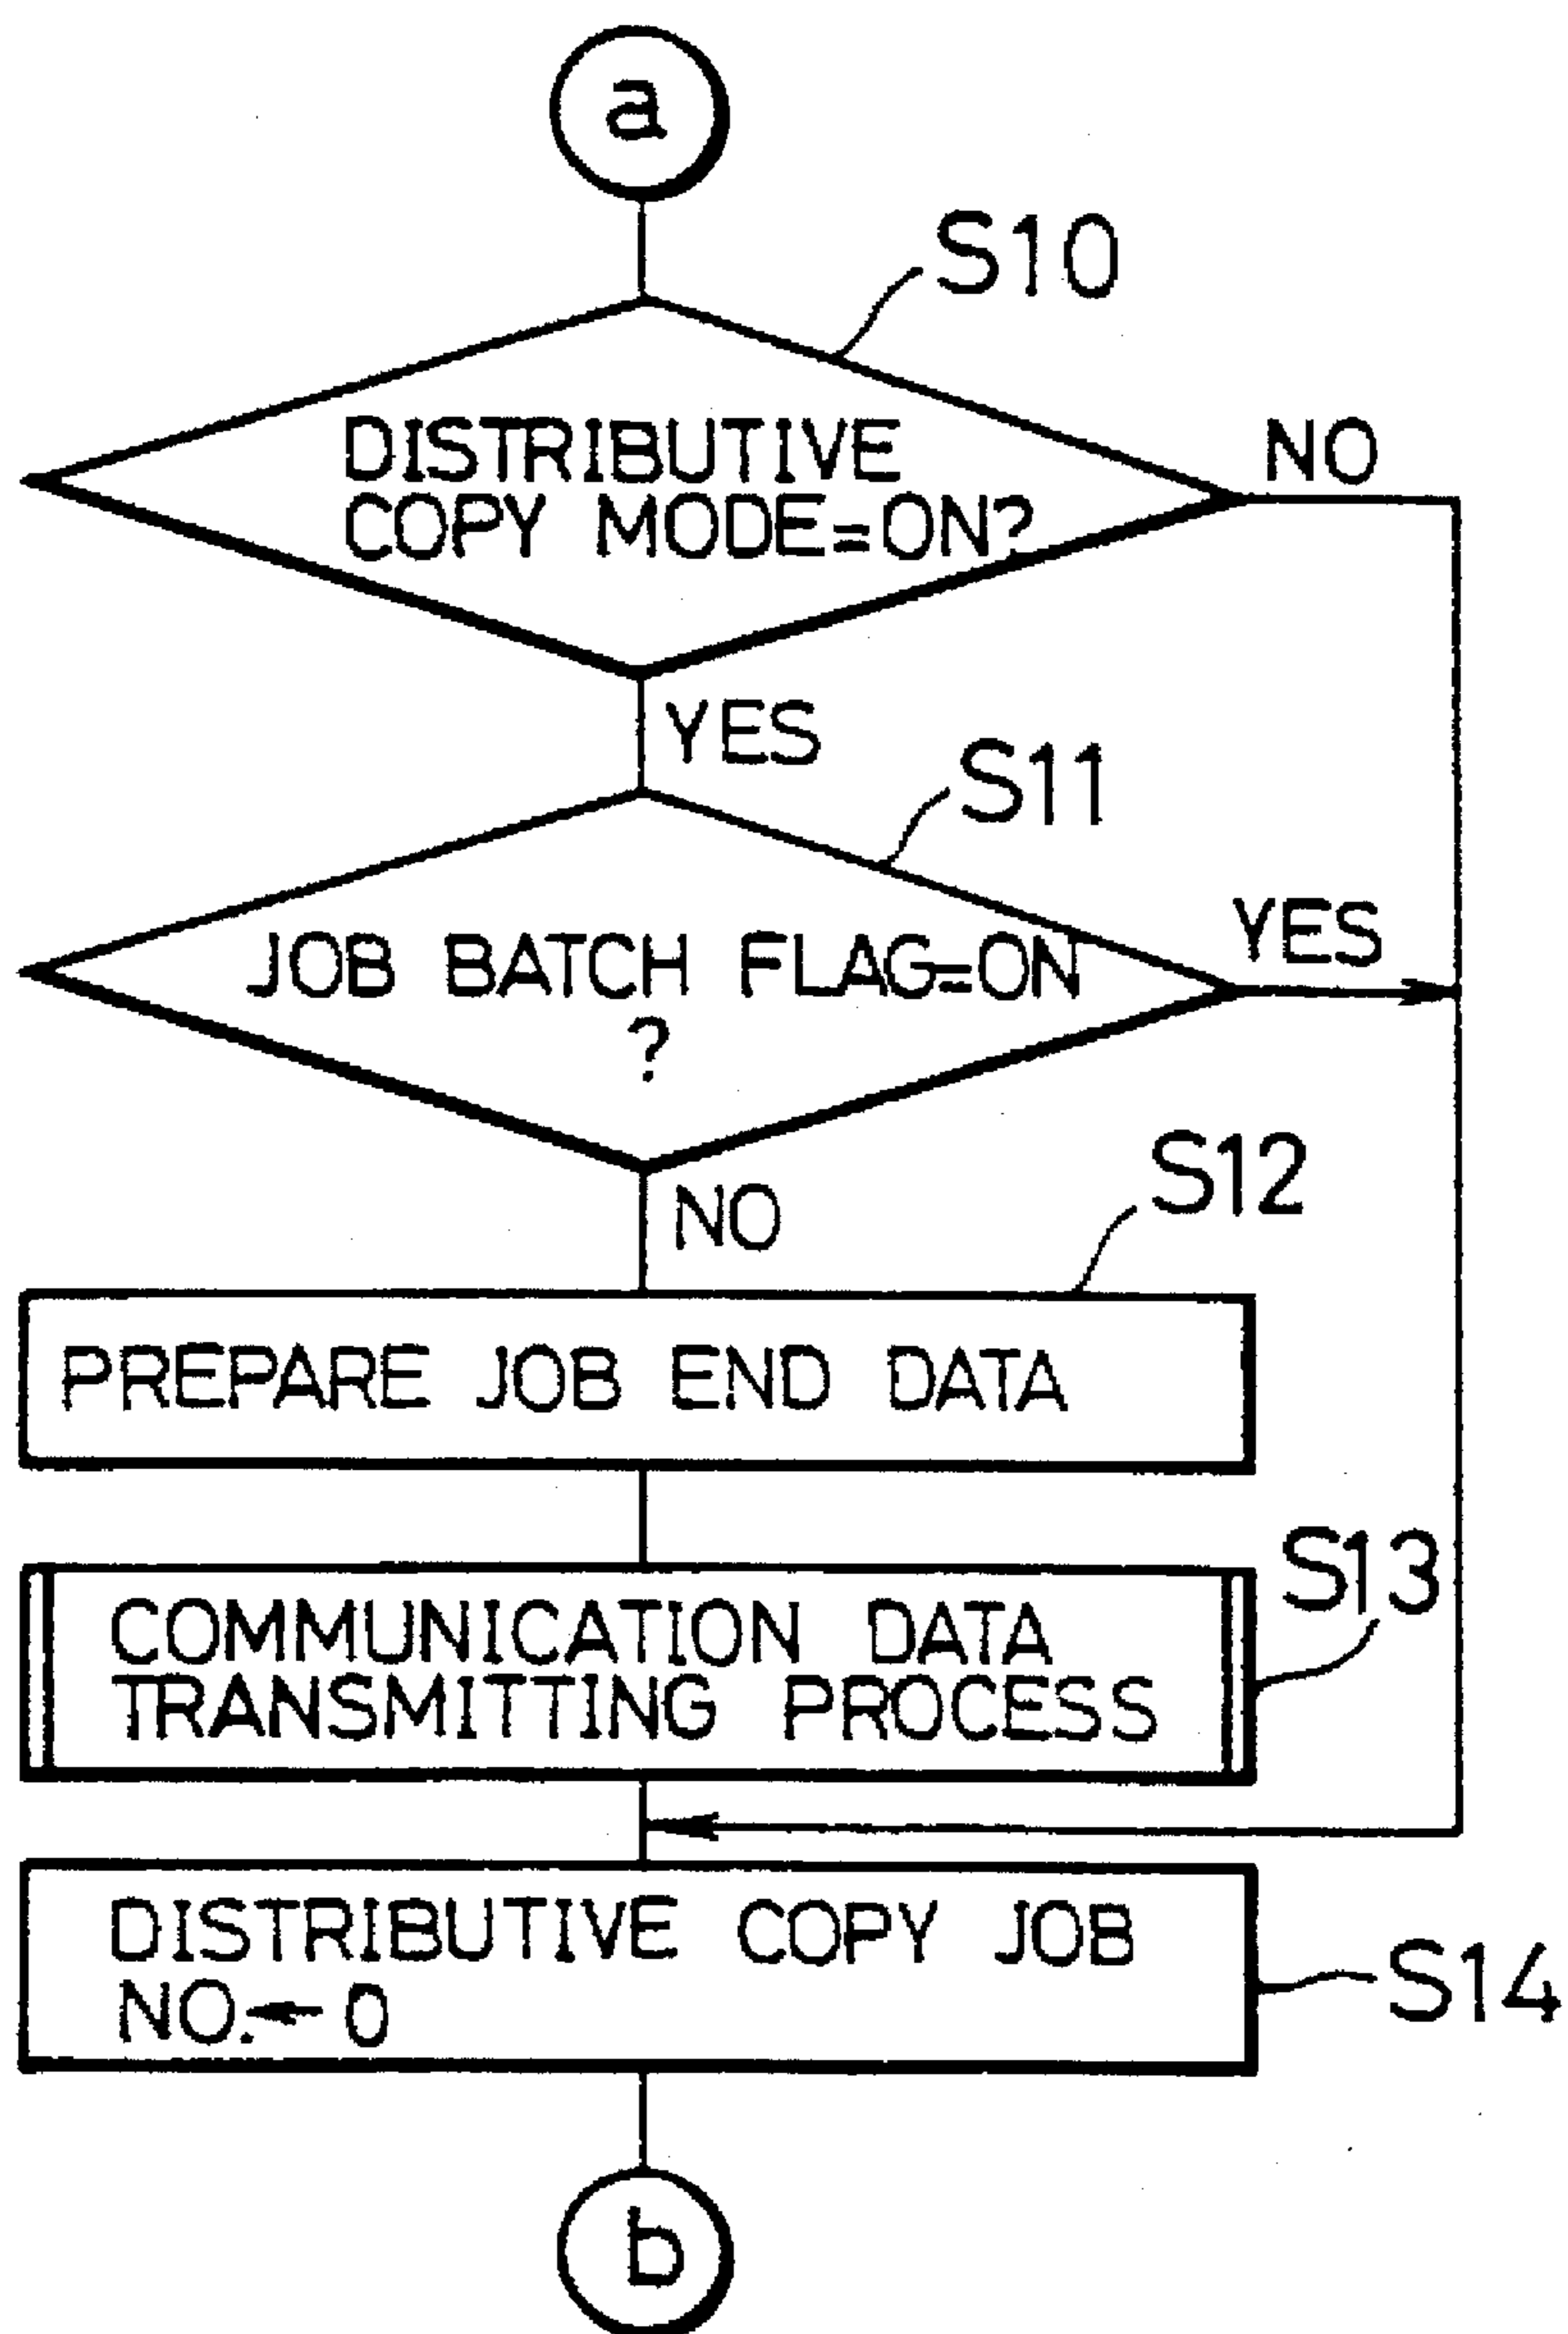 a
S10
DISTRIBUTIVE
COPY MODE=ON?
NO
YES
S11
JOB BATCH FLAG=ON
?
YES
NO
S12
PREPARE JOB END DATA
S13
COMMUNICATION DATA
TRANSMITTING PROCESS
DISTRIBUTIVE COPY JOB
NO.← 0
S14
b